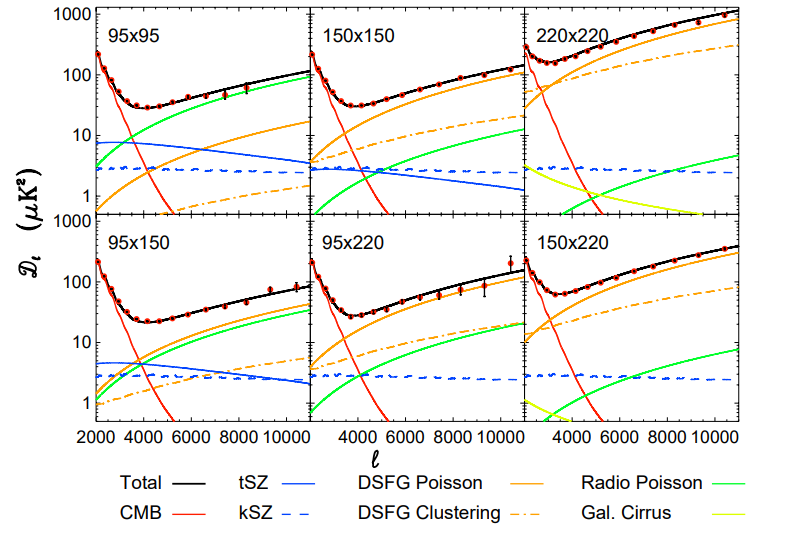 1000
100
10
1
95x95
150x150
220x220
1000
100
10
1
95x150
95x220
150x220
𝒟ℓ (μK²)
2000 4000 6000 8000 10000 4000 6000 8000 10000 4000 6000 8000 10000
ℓ
Total tSZ DSFG Poisson Radio Poisson
CMB kSZ DSFG Clustering Gal. Cirrus